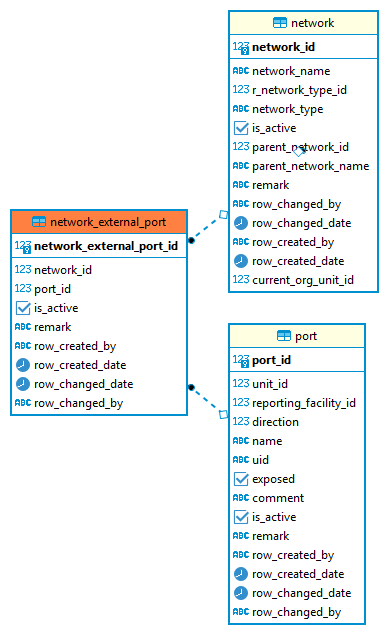 network
123 network_id
ABC network_name
123 r_network_type_id
ABC network_type
is_active
123 parent_network_id
ABC parent_network_name
ABC remark
ABC row_changed_by
row_changed_date
ABC row_created_by
row_created_date
123 current_org_unit_id
network_external_port
123 network_external_port_id
123 network_id
123 port_id
is_active
ABC remark
ABC row_created_by
row_created_date
row_changed_date
ABC row_changed_by
port
123 port_id
123 unit_id
123 reporting_facility_id
123 direction
ABC name
ABC uid
exposed
ABC comment
is_active
ABC remark
ABC row_created_by
row_created_date
row_changed_date
ABC row_changed_by